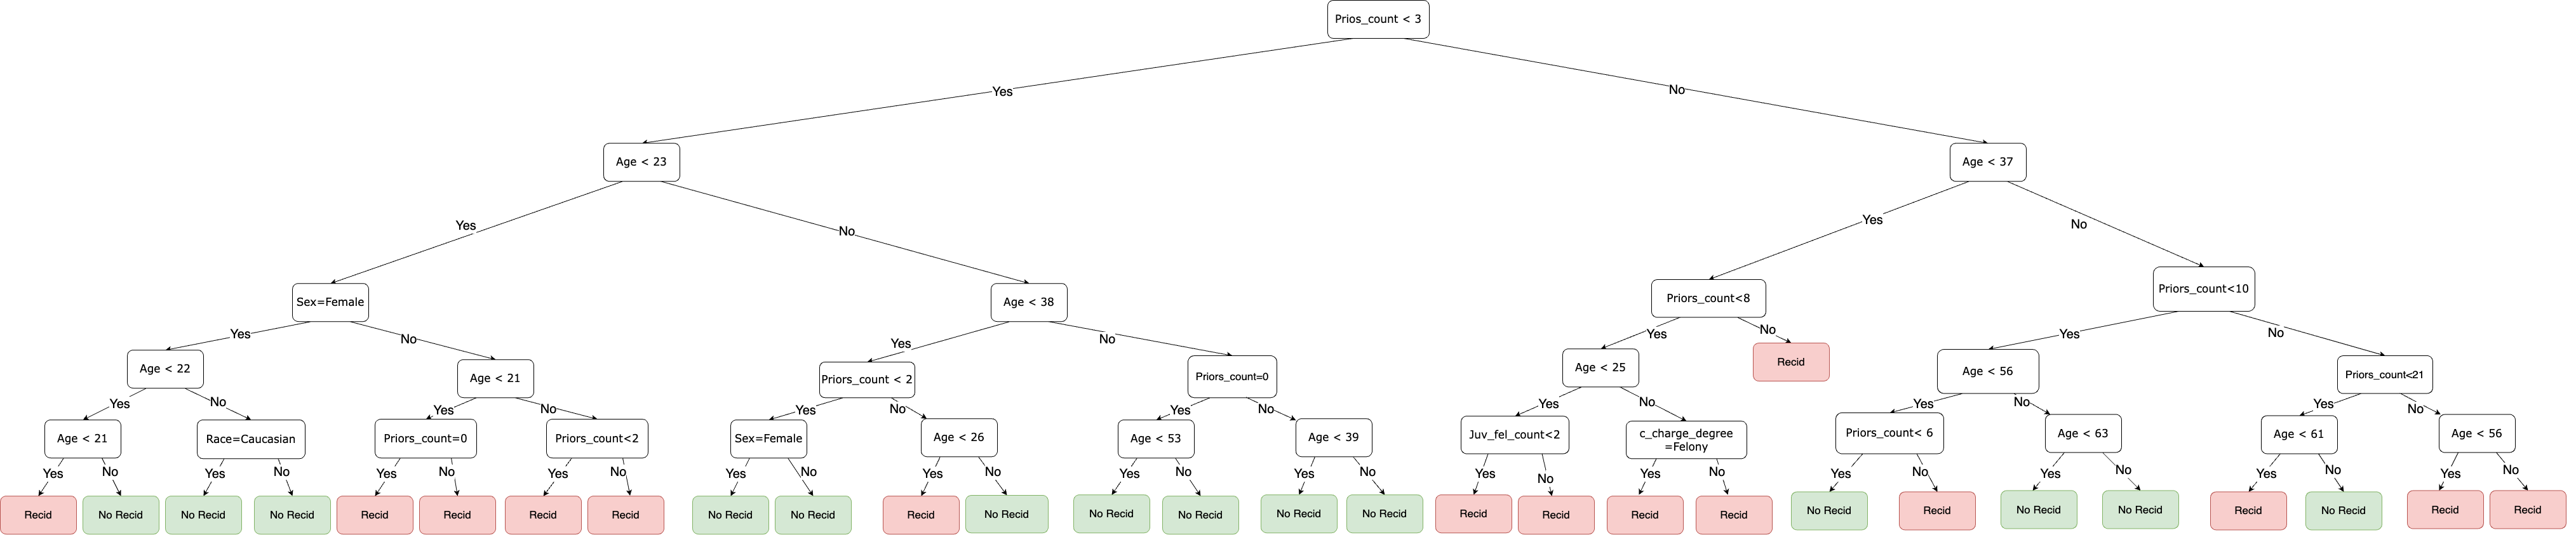 Prios_count < 3
Yes
No
Age < 23
Age < 37
Yes
No
Yes
No
Sex=Female
Age < 38
Priors_count<8
Priors_count<10
Yes
No
Yes
No
Yes
No
Yes
No
Age < 22
Age < 21
Priors_count < 2
Priors_count=0
Age < 25
Recid
Age < 56
Priors_count<21
Yes
No
Yes
No
Yes
No
Yes
No
Yes
No
Yes
No
Yes
No
Age < 21
Race=Caucasian
Priors_count=0
Priors_count<2
Sex=Female
Age < 26
Age < 53
Age < 39
Juv_fel_count<2
c_charge_degree
=Felony
Priors_count< 6
Age < 63
Age < 61
Age < 56
Yes
No
Yes
No
Yes
No
Yes
No
Yes
No
Yes
No
Yes
No
Yes
No
Yes
No
Yes
No
Yes
No
Yes
No
Yes
No
Yes
No
Recid
No Recid
No Recid
No Recid
Recid
Recid
Recid
Recid
No Recid
No Recid
Recid
No Recid
No Recid
No Recid
No Recid
No Recid
Recid
Recid
Recid
Recid
No Recid
Recid
No Recid
No Recid
Recid
No Recid
Recid
Recid